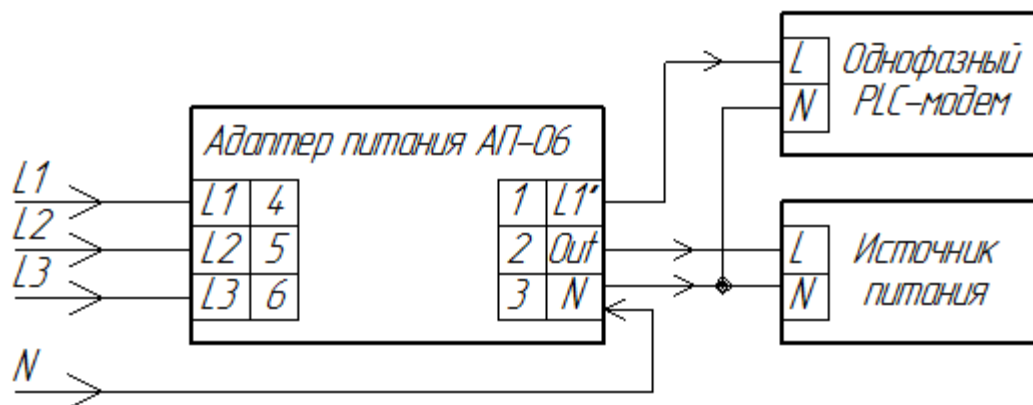 L1
L2
L3
N
Адаптер питания АП-06
L1 4
L2 5
L3 6
1 L1'
2 Out
3 N
L
N
Однофазный
PLC-модем
L
N
Источник
питания